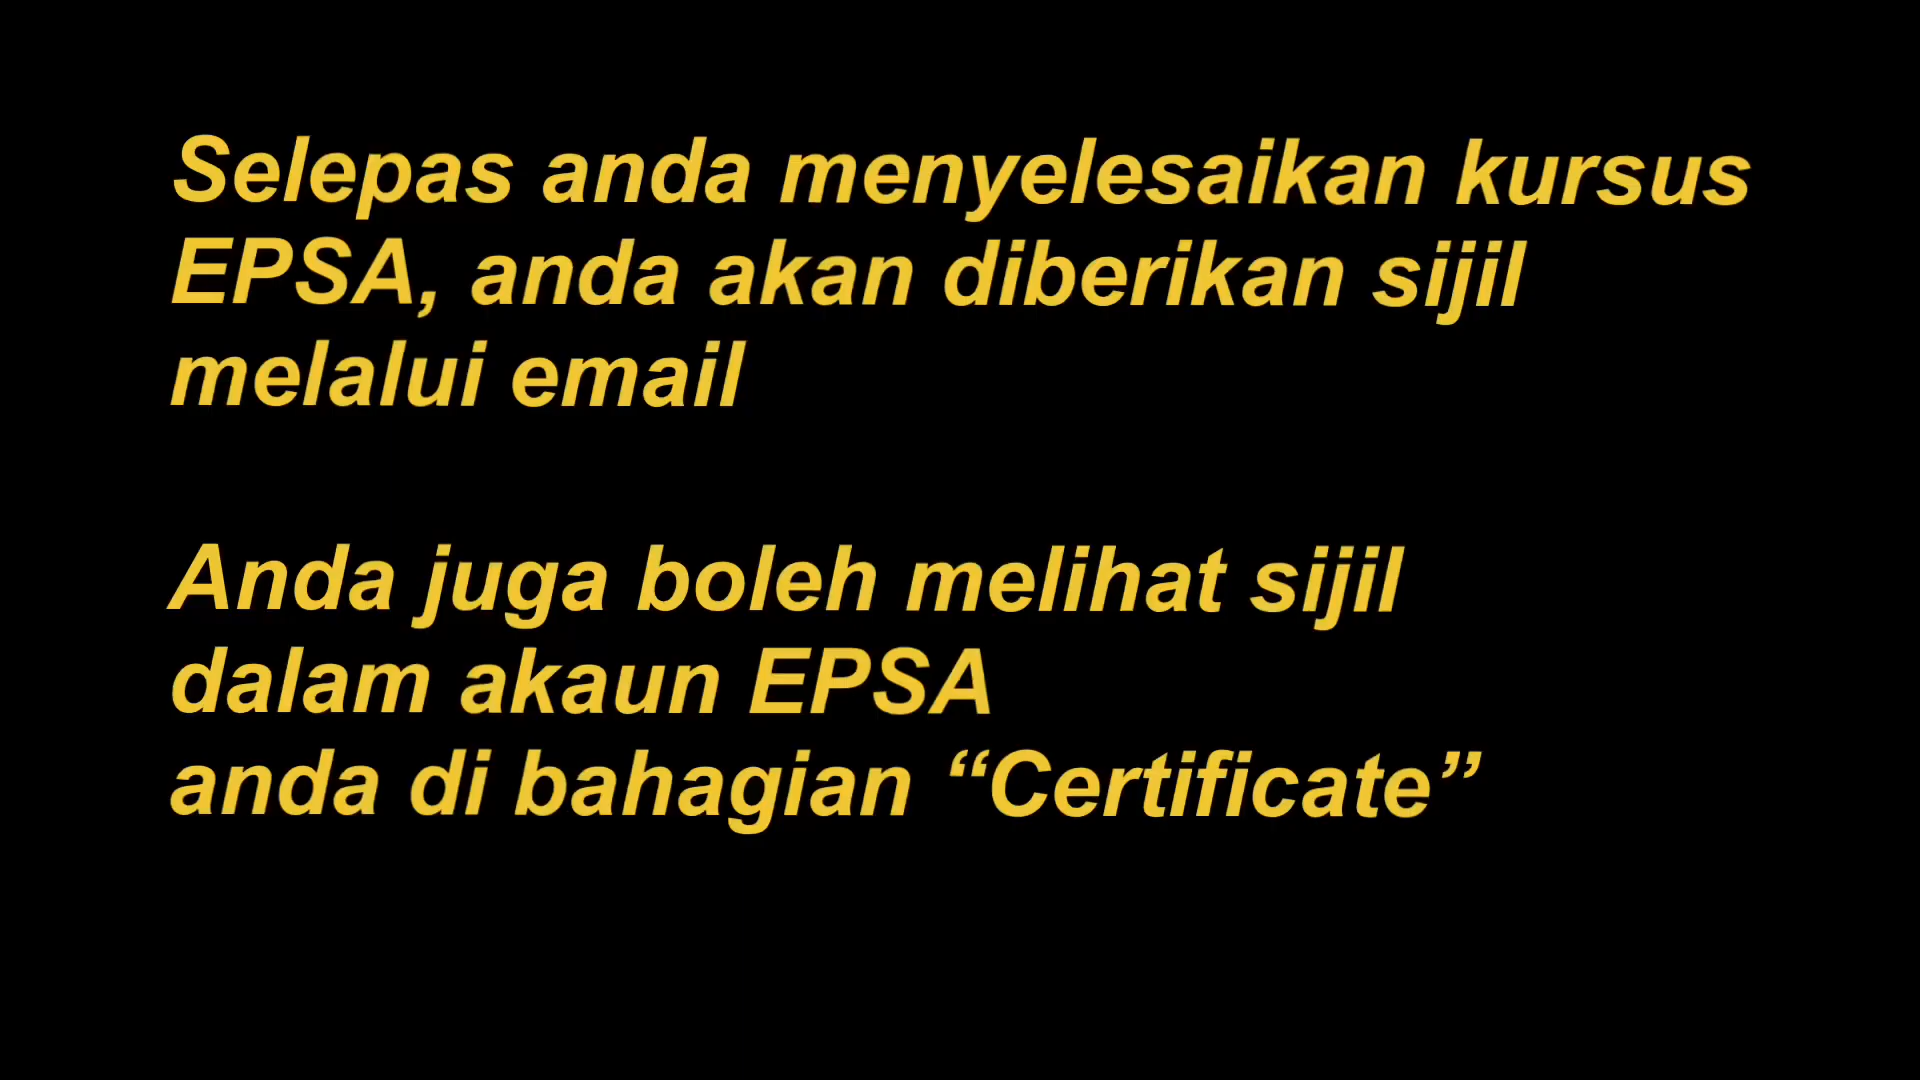 Selepas anda menyelesaikan kursus
EPSA, anda akan diberikan sijil
melalui email
Anda juga boleh melihat sijil
dalam akaun EPSA
anda di bahagian “Certificate”